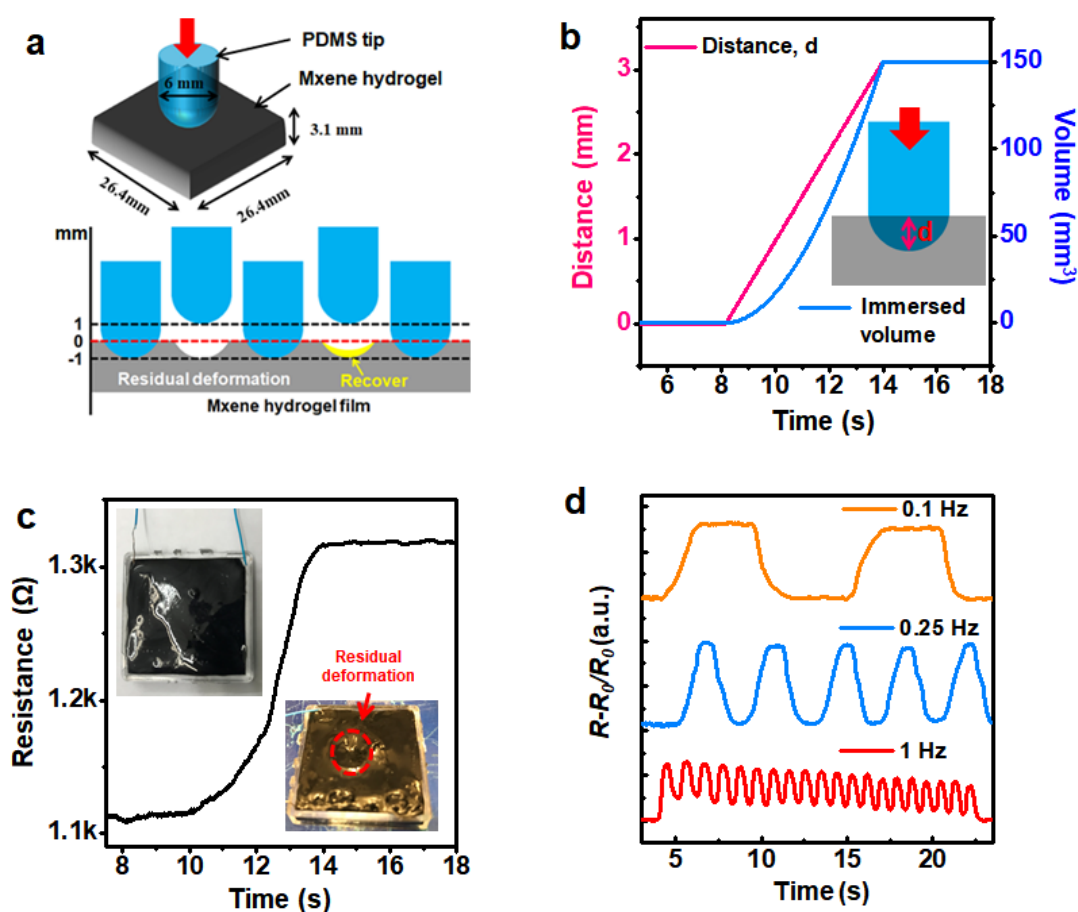 a
PDMS tip
Mxene hydrogel
6 mm
3.1 mm
26.4mm
26.4mm
mm
1
0
-1
Residual deformation
Recover
Mxene hydrogel film
b
Distance, d
Distance (mm)
3
2
1
0
150
100
50
0
Volume (mm³)
d
Immersed
volume
6 8 10 12 14 16 18
Time (s)
c
Resistance (Ω)
1.3k
1.2k
1.1k
Residual
deformation
8 10 12 14 16 18
Time (s)
d
R-R₀/R₀ (a.u.)
0.1 Hz
0.25 Hz
1 Hz
5 10 15 20
Time (s)